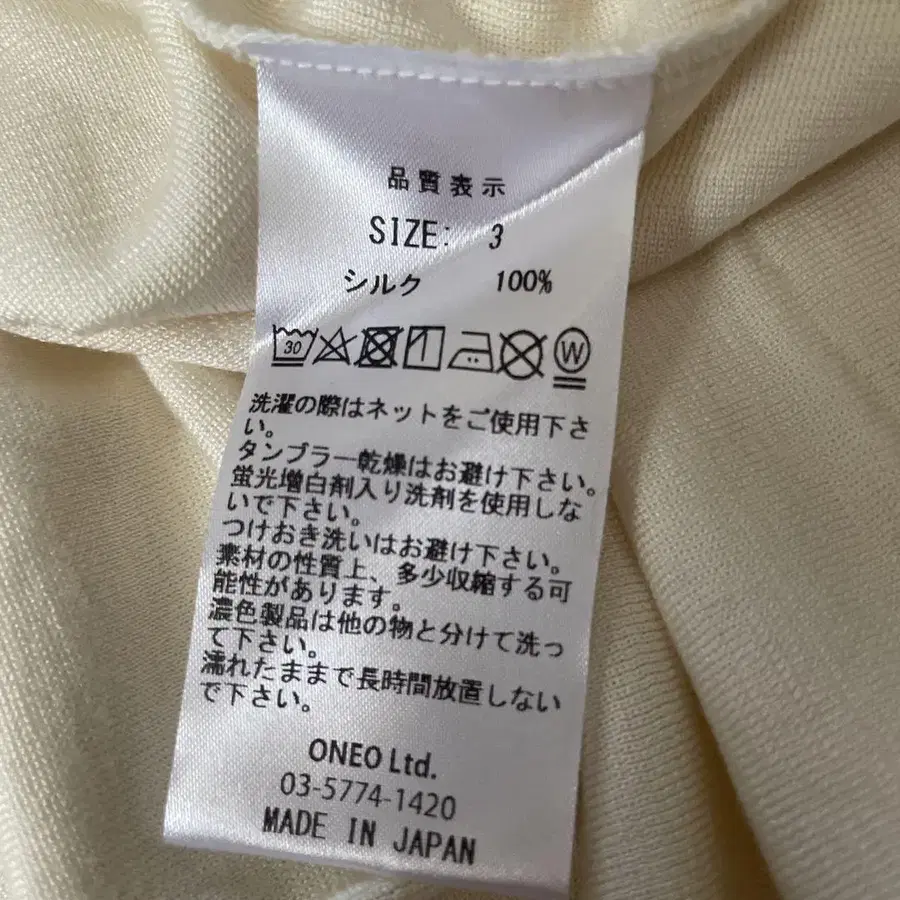 品質表示
SIZE: 3
シルク 100%
30 W
洗濯の際はネットをご使用下さ
い。
タンブラー乾燥はお避け下さい。
蛍光増白剤入り洗剤を使用しな
いで下さい。
つけおき洗いはお避け下さい。
素材の性質上、多少収縮する可
能性があります。
濃色製品は他の物と分けて洗っ
て下さい。
濡れたままで長時間放置しない
で下さい。
ONEO Ltd.
03-5774-1420
MADE IN JAPAN